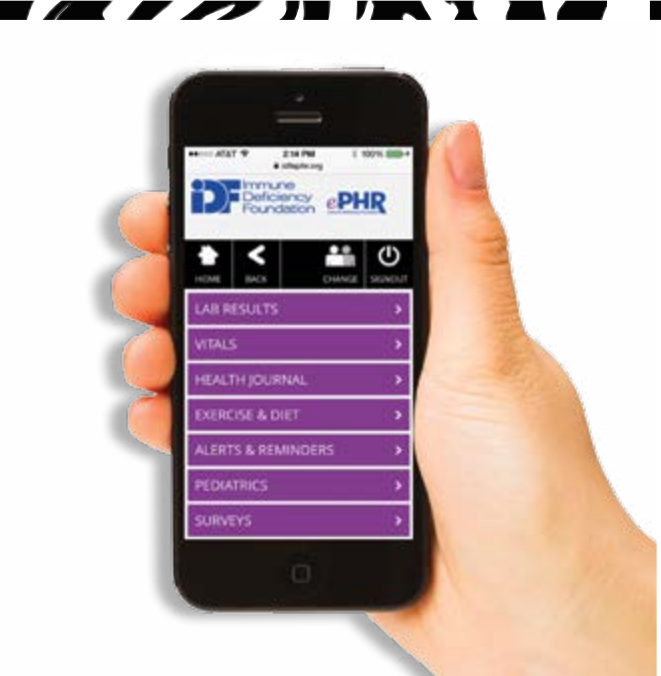 AT&T 2:14 PM 100%
idfephr.org
IDF Immune
Deficiency
Foundation
ePHR
HOME BACK CHANGE SIGNOUT
LAB RESULTS
VITALS
HEALTH JOURNAL
EXERCISE & DIET
ALERTS & REMINDERS
PEDIATRICS
SURVEYS